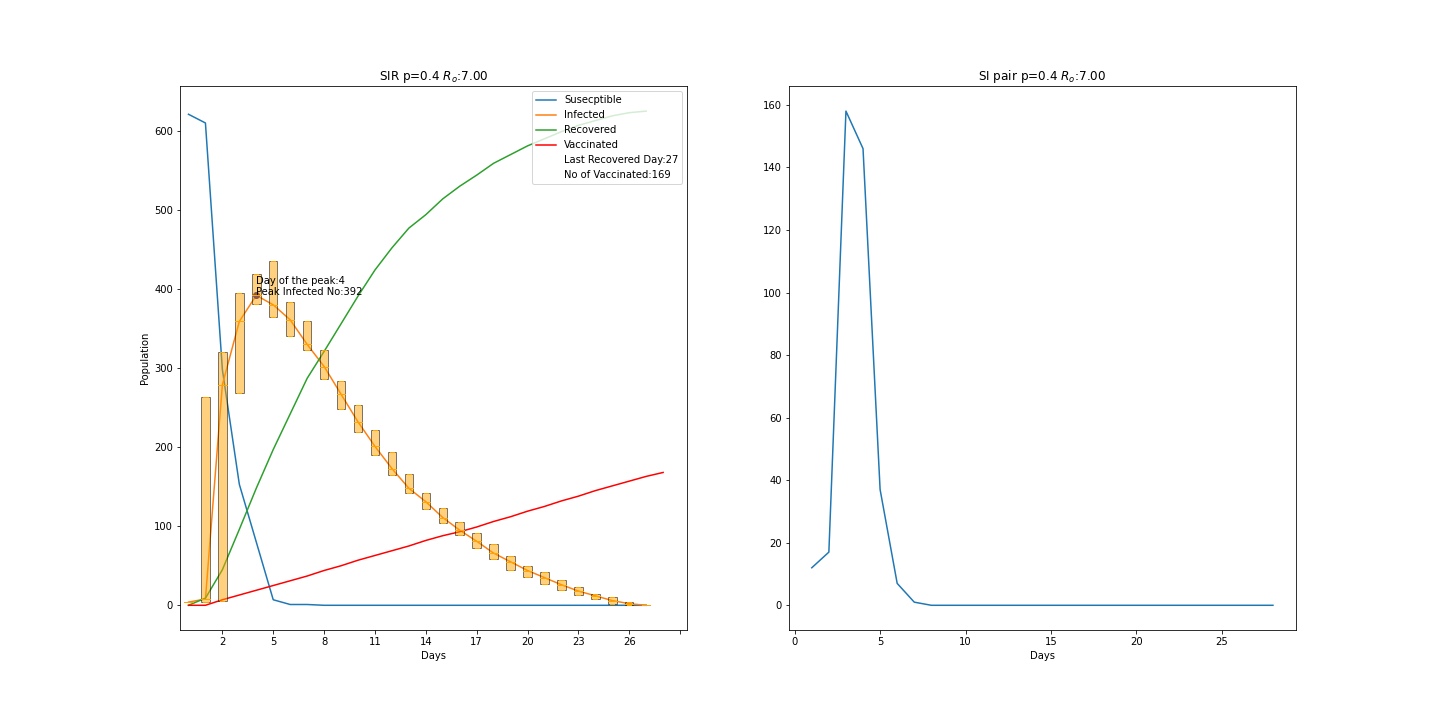 SIR p=0.4 Rₒ:7.00
Susecptible
Infected
Recovered
Vaccinated
Last Recovered Day:27
No of Vaccinated:169
Day of the peak:4
Peak Infected No:392
Population
600
500
400
300
200
100
0
2 5 8 11 14 17 20 23 26
Days
SI pair p=0.4 Rₒ:7.00
160
140
120
100
80
60
40
20
0
0 5 10 15 20 25
Days